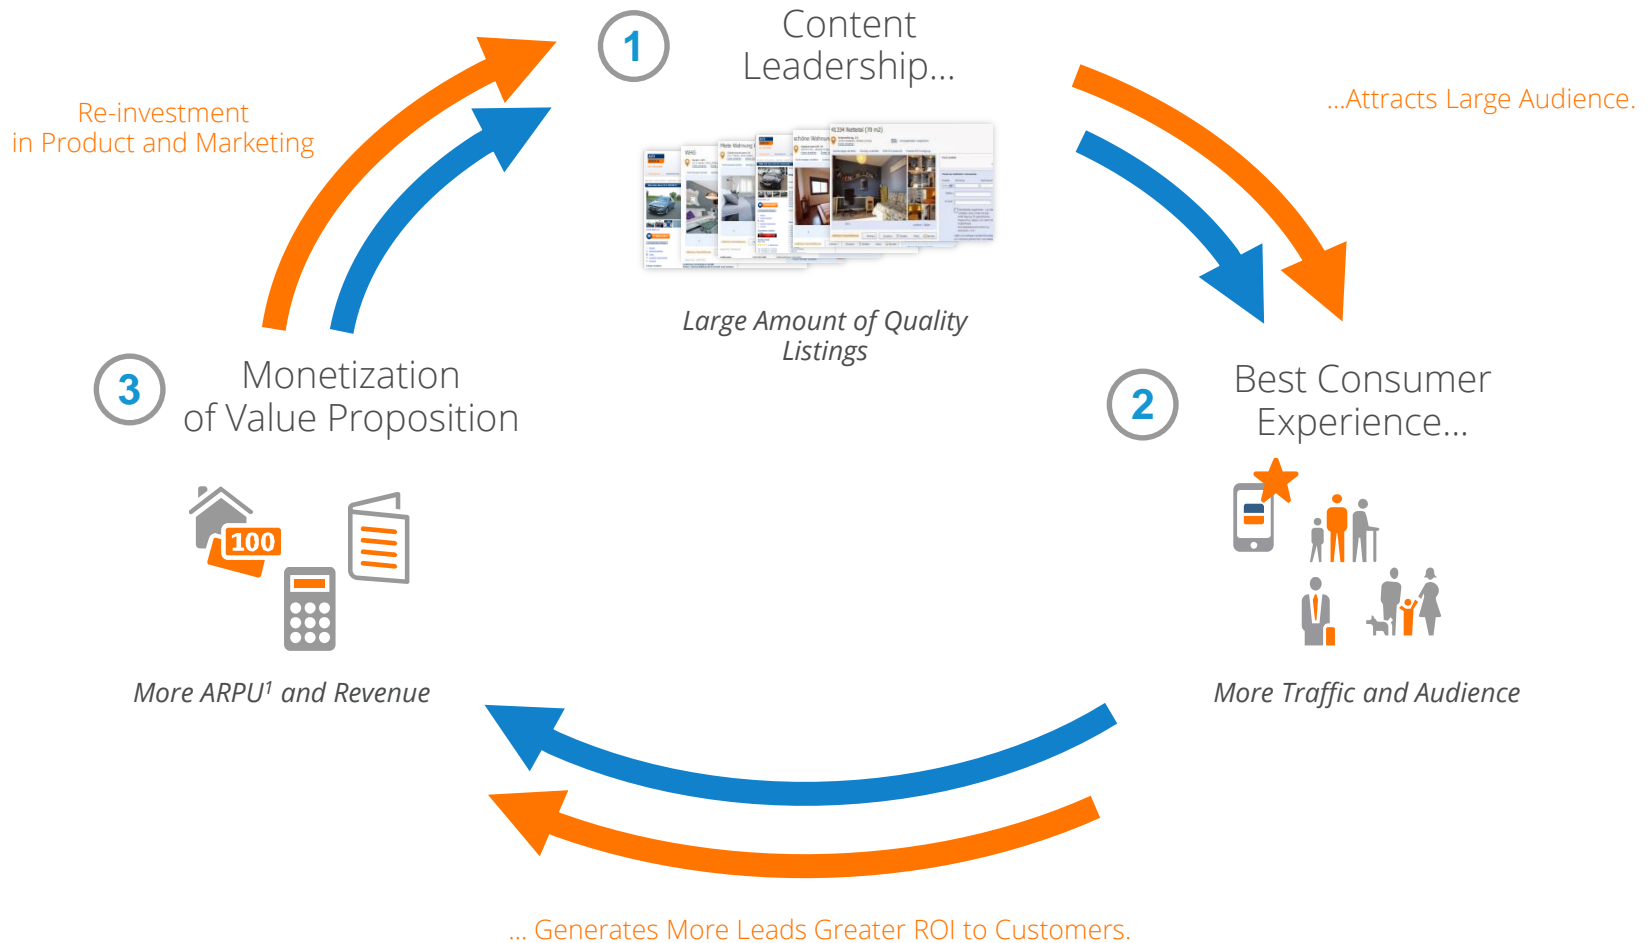 1
Content
Leadership...
...Attracts Large Audience.
Re-investment
in Product and Marketing
WHG
Large Amount of Quality
Listings
3
Monetization
of Value Proposition
2
Best Consumer
Experience...
100
More ARPU¹ and Revenue
More Traffic and Audience
... Generates More Leads Greater ROI to Customers.